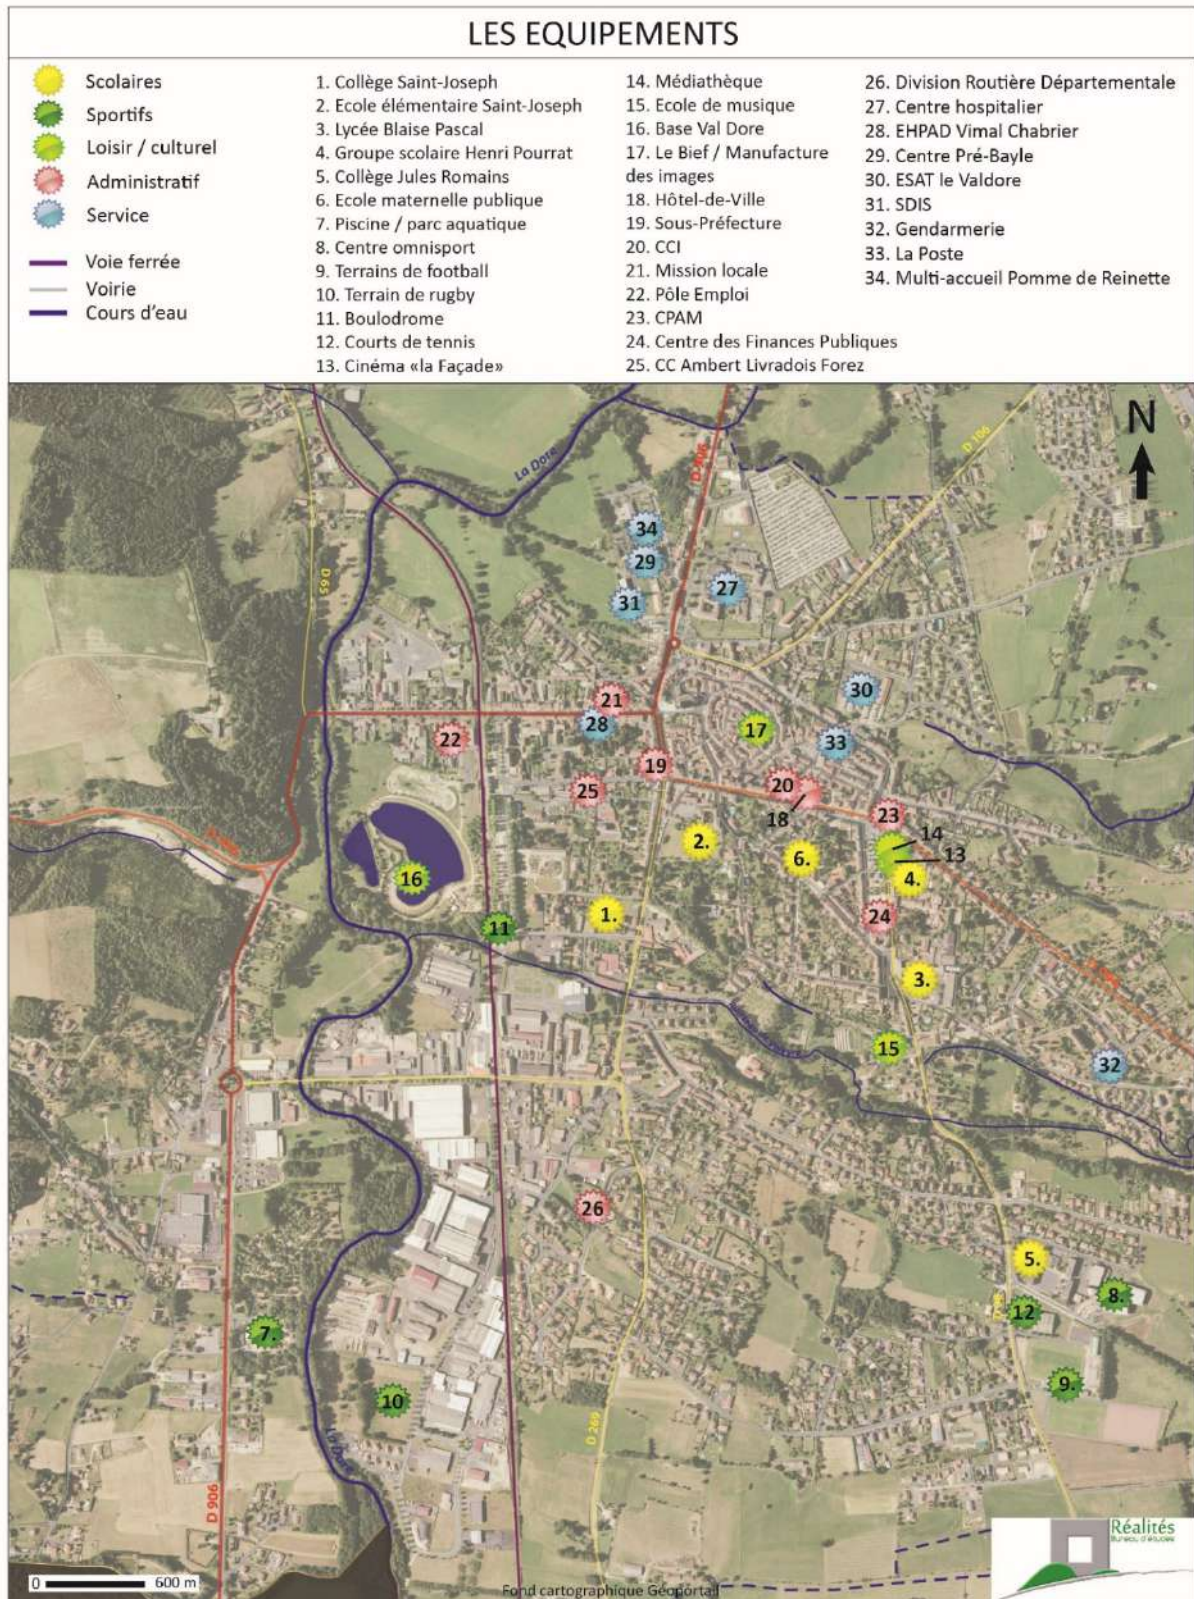 LES EQUIPEMENTS
Scolaires
Sportifs
Loisir / culturel
Administratif
Service
Voie ferrée
Voirie
Cours d'eau
1. Collège Saint-Joseph
2. Ecole élémentaire Saint-Joseph
3. Lycée Blaise Pascal
4. Groupe scolaire Henri Pourrat
5. Collège Jules Romains
6. Ecole maternelle publique
7. Piscine / parc aquatique
8. Centre omnisport
9. Terrains de football
10. Terrain de rugby
11. Boulodrome
12. Courts de tennis
13. Cinéma «la Façade»
14. Médiathèque
15. Ecole de musique
16. Base Val Dore
17. Le Bief / Manufacture
des images
18. Hôtel-de-Ville
19. Sous-Préfecture
20. CCI
21. Mission locale
22. Pôle Emploi
23. CPAM
24. Centre des Finances Publiques
25. CC Ambert Livradois Forez
26. Division Routière Départementale
27. Centre hospitalier
28. EHPAD Vimal Chabrier
29. Centre Pré-Bayle
30. ESAT le Valdore
31. SDIS
32. Gendarmerie
33. La Poste
34. Multi-accueil Pomme de Reinette
N
La Dore
D 906
D 106
D 65
34
29
27
31
30
21
28
17
33
22
19
25
20
18
23
14
13
2.
6.
4.
16
1.
24
11
3.
15
32
26
5.
8.
12
7.
9.
10
D 269
La Dore
D 906
0 600 m
Fond cartographique Géoportail
Réalités
Bureau d'études